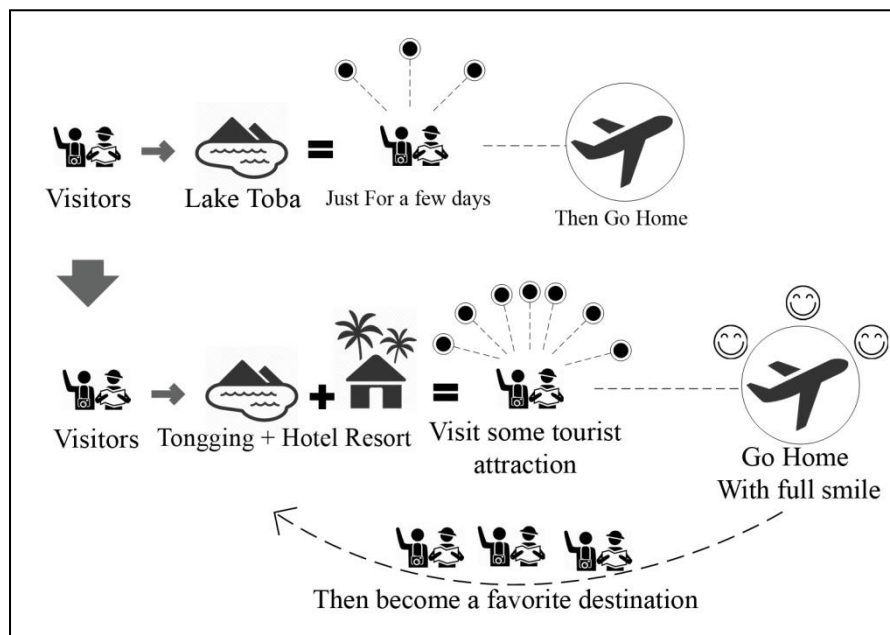 Visitors
Lake Toba
Just For a few days
Then Go Home
Visitors
Tongging + Hotel Resort
Visit some tourist
attraction
Go Home
With full smile
Then become a favorite destination